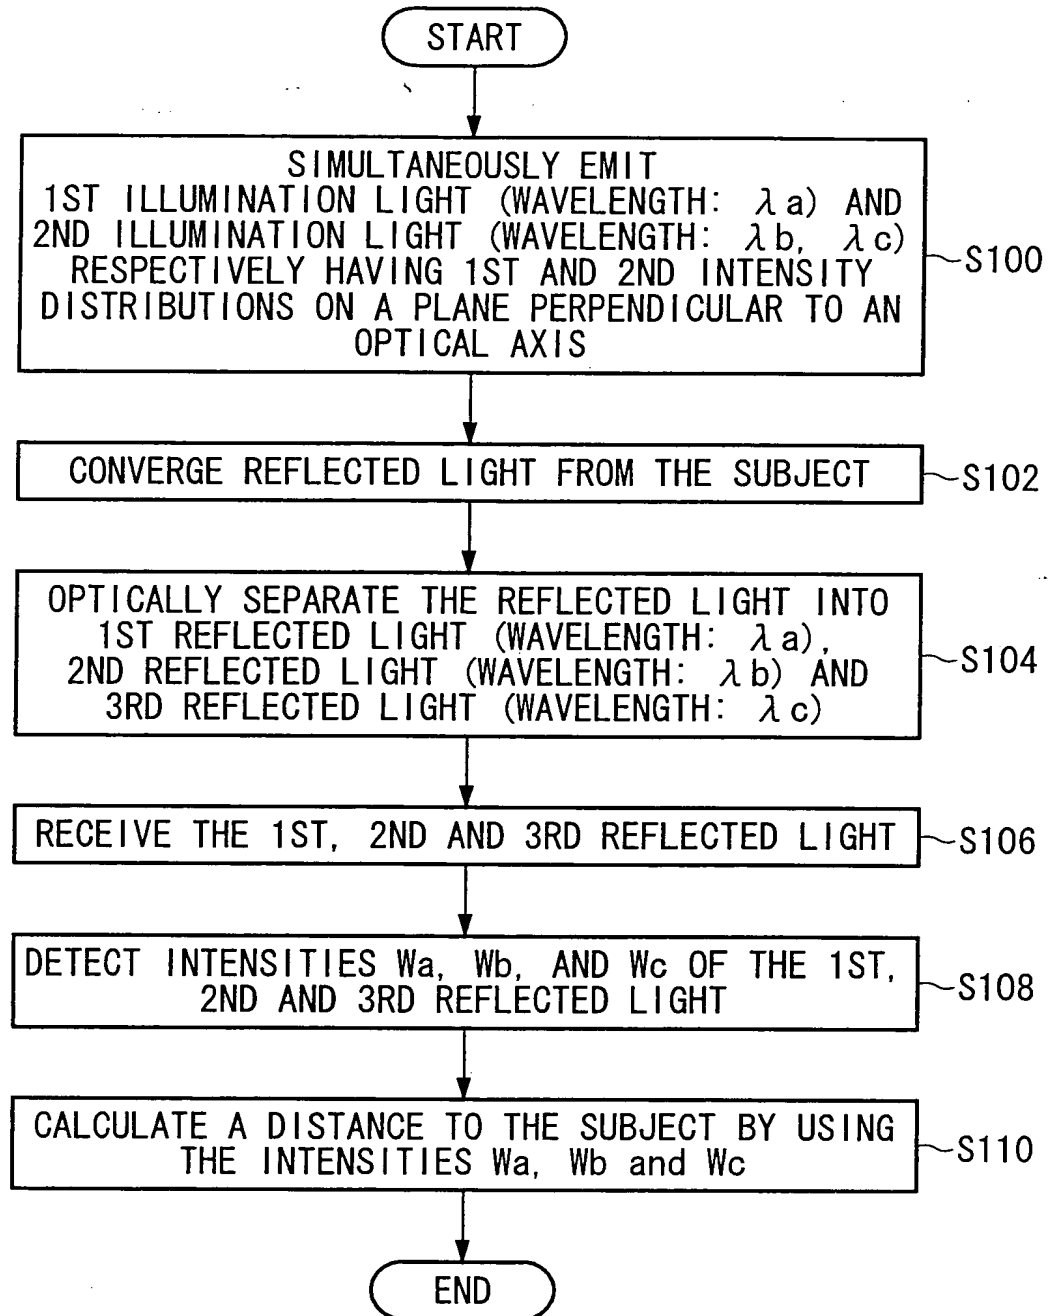 START
SIMULTANEOUSLY EMIT
1ST ILLUMINATION LIGHT (WAVELENGTH: λa) AND
2ND ILLUMINATION LIGHT (WAVELENGTH: λb, λc)
RESPECTIVELY HAVING 1ST AND 2ND INTENSITY
DISTRIBUTIONS ON A PLANE PERPENDICULAR TO AN
OPTICAL AXIS
S100
CONVERGE REFLECTED LIGHT FROM THE SUBJECT
S102
OPTICALLY SEPARATE THE REFLECTED LIGHT INTO
1ST REFLECTED LIGHT (WAVELENGTH: λa),
2ND REFLECTED LIGHT (WAVELENGTH: λb) AND
3RD REFLECTED LIGHT (WAVELENGTH: λc)
S104
RECEIVE THE 1ST, 2ND AND 3RD REFLECTED LIGHT
S106
DETECT INTENSITIES Wa, Wb, AND Wc OF THE 1ST,
2ND AND 3RD REFLECTED LIGHT
S108
CALCULATE A DISTANCE TO THE SUBJECT BY USING
THE INTENSITIES Wa, Wb and Wc
S110
END